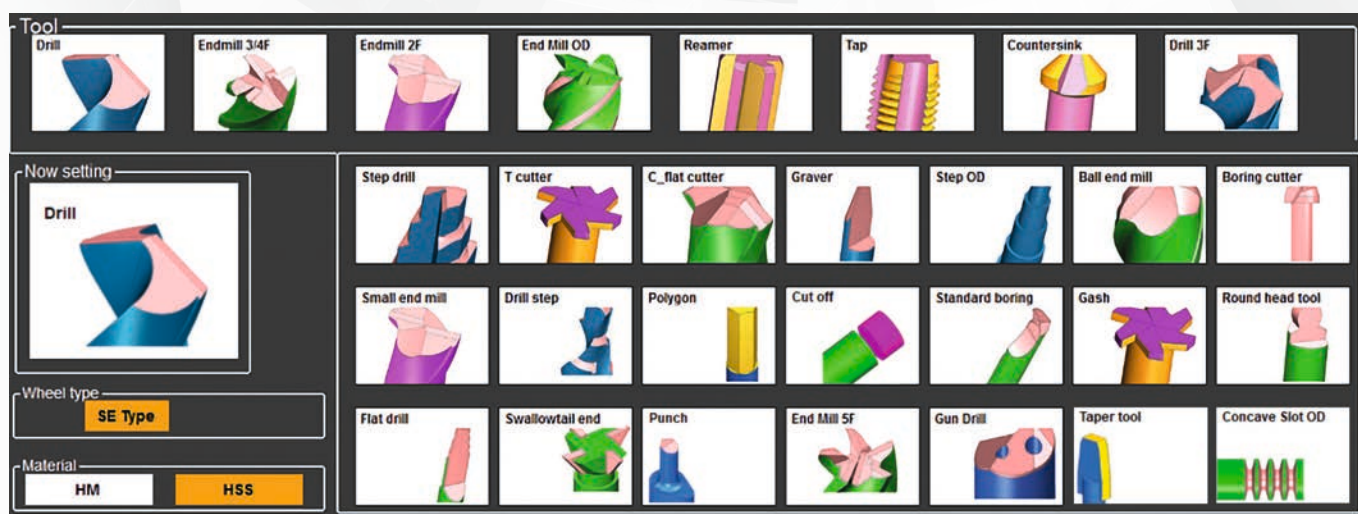 Tool
Drill
Endmill 3/4F
Endmill 2F
End Mill OD
Reamer
Tap
Countersink
Drill 3F
Now setting
Drill
Wheel type
SE Type
Material
HM
HSS
Step drill
T cutter
C_flat cutter
Graver
Step OD
Ball end mill
Boring cutter
Small end mill
Drill step
Polygon
Cut off
Standard boring
Gash
Round head tool
Flat drill
Swallowtail end
Punch
End Mill 5F
Gun Drill
Taper tool
Concave Slot OD